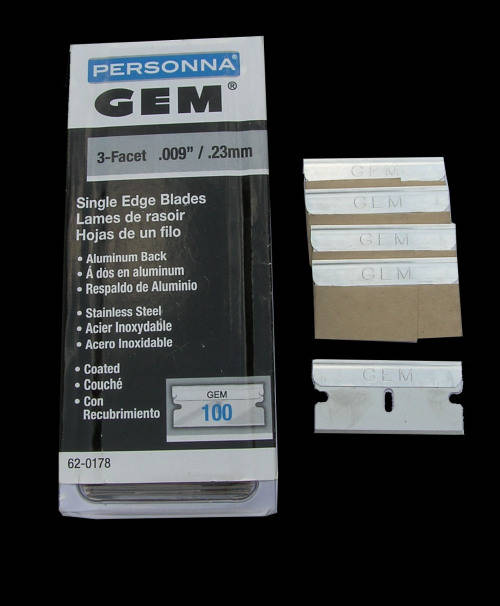 PERSONNA®
GEM®
3-Facet .009" / .23mm
Single Edge Blades
Lames de rasoir
Hojas de un filo
• Aluminum Back
• Á dos en aluminum
• Respaldo de Aluminio
• Stainless Steel
• Acier Inoxydable
• Acero Inoxidable
• Coated
• Couché
• Con
Recubrimiento
GEM
100
62-0178
GEM
GEM
GEM
GEM
GEM